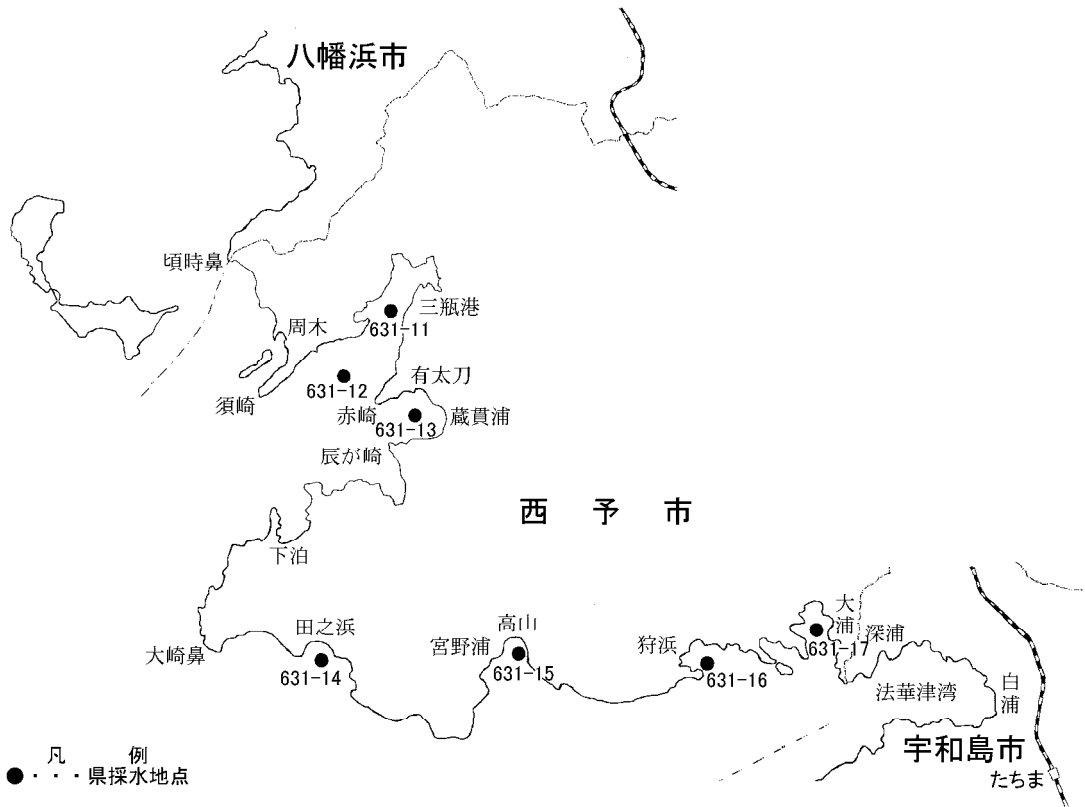 八幡浜市
頃時鼻
三瓶港
631-11
周木
有太刀
631-12
須崎
赤崎
蔵貫浦
631-13
辰が崎
西予市
下泊
大浦
深浦
高山
田之浜
宮野浦
狩浜
631-17
大崎鼻
631-14
631-15
631-16
法華津湾
白浦
宇和島市
たちま
凡例
●・・・県採水地点